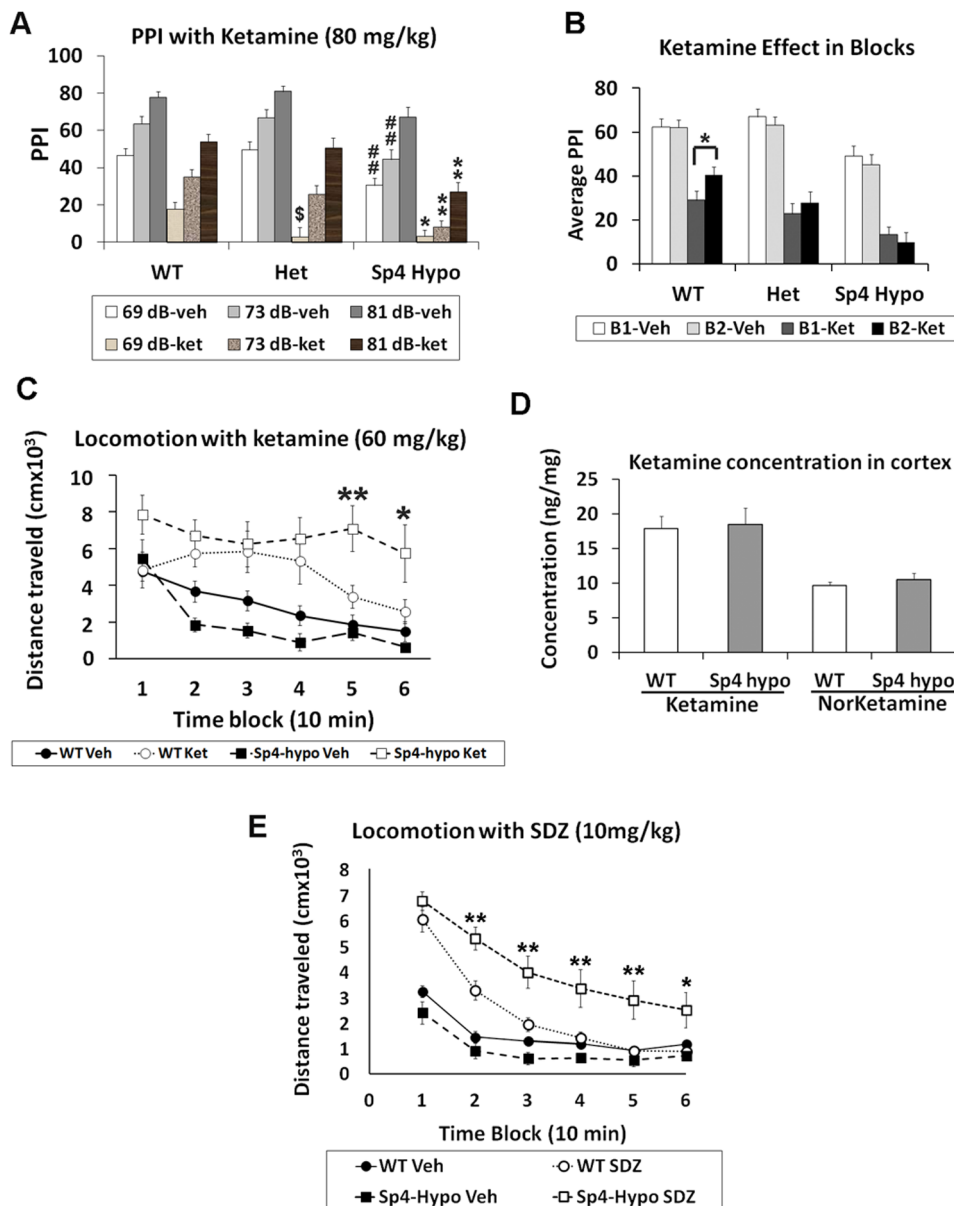 A
PPI with Ketamine (80 mg/kg)
PPI
100
80
60
40
20
0
##
##
$
*
**
**
WT Het Sp4 Hypo
69 dB-veh 73 dB-veh 81 dB-veh
69 dB-ket 73 dB-ket 81 dB-ket
B
Ketamine Effect in Blocks
Average PPI
80
60
40
20
0
*
WT Het Sp4 Hypo
B1-Veh B2-Veh B1-Ket B2-Ket
C
Locomotion with ketamine (60 mg/kg)
Distance traveld (cmx10³)
10
8
6
4
2
0
** *
1 2 3 4 5 6
Time block (10 min)
WT Veh WT Ket Sp4-hypo Veh Sp4-hypo Ket
D
Ketamine concentration in cortex
Concentration (ng/mg)
25
20
15
10
5
0
WT Sp4 hypo WT Sp4 hypo
Ketamine NorKetamine
E
Locomotion with SDZ (10mg/kg)
Distance traveled (cmx10³)
8
7
6
5
4
3
2
1
0
** ** ** ** *
0 1 2 3 4 5 6
Time Block (10 min)
WT Veh WT SDZ
Sp4-Hypo Veh Sp4-Hypo SDZ